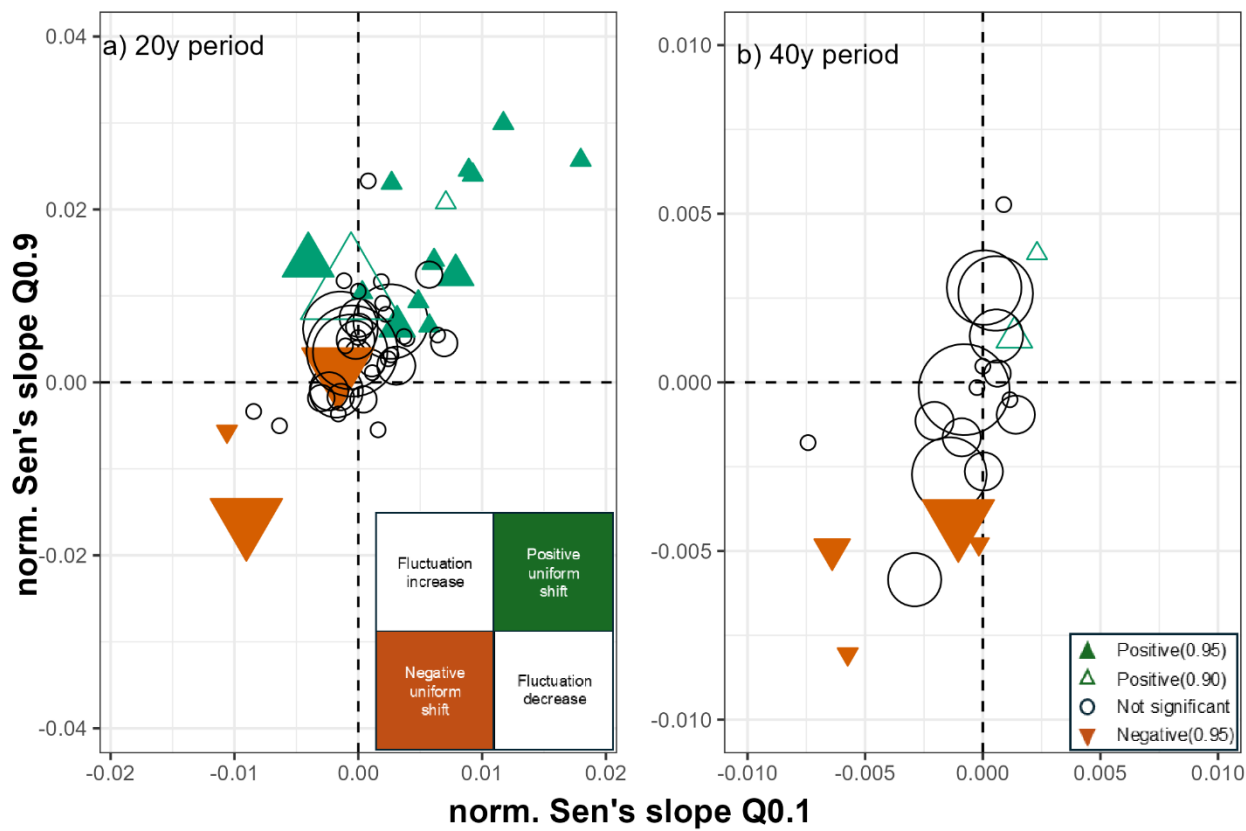 a) 20y period
b) 40y period
norm. Sen's slope Q0.9
0.04
0.02
0.00
-0.02
-0.04
0.010
0.005
0.000
-0.005
-0.010
Fluctuation
increase
Positive
uniform
shift
Negative
uniform
shift
Fluctuation
decrease
Positive(0.95)
Positive(0.90)
Not significant
Negative(0.95)
-0.02 -0.01 0.00 0.01 0.02
-0.010 -0.005 0.000 0.005 0.010
norm. Sen's slope Q0.1